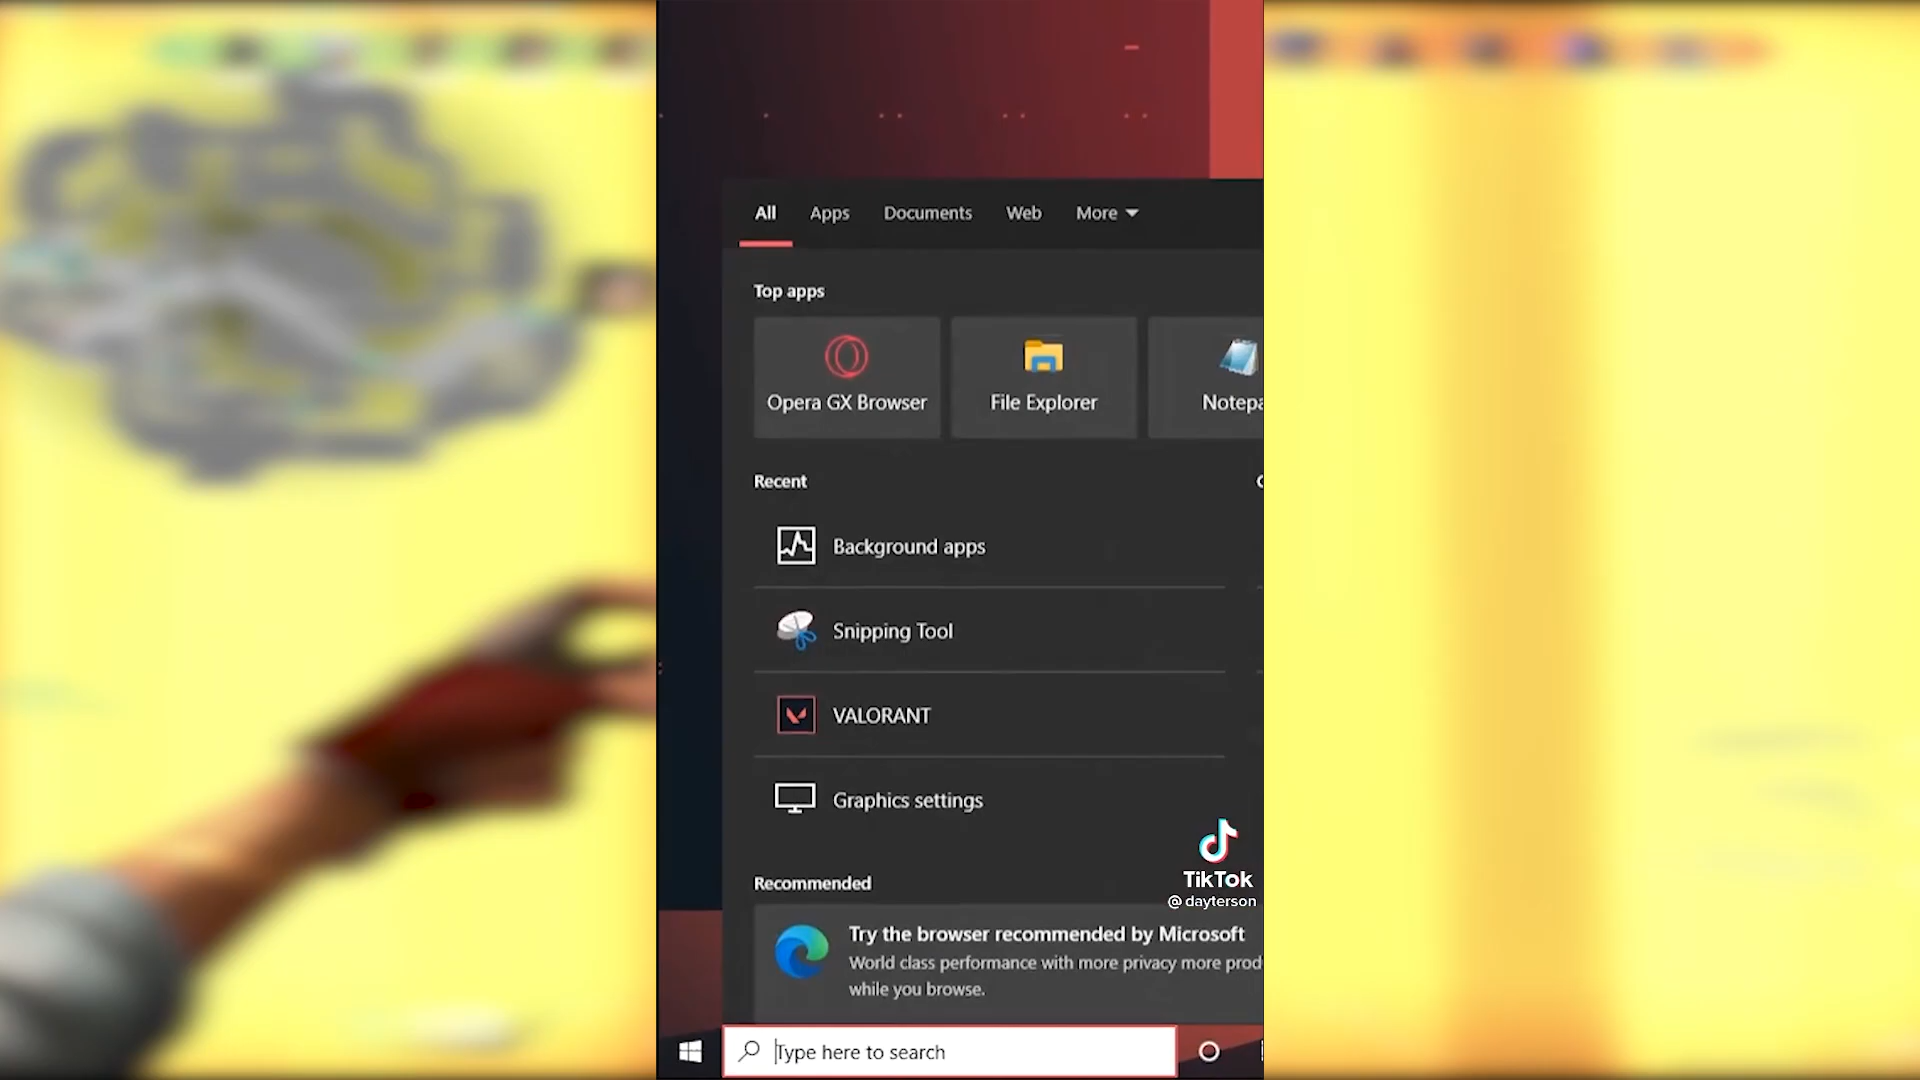 All Apps Documents Web More
Top apps
Opera GX Browser File Explorer Notepa
Recent
Background apps
Snipping Tool
VALORANT
Graphics settings
TikTok
@dayterson
Recommended
Try the browser recommended by Microsoft
World class performance with more privacy more prod
while you browse.
Type here to search